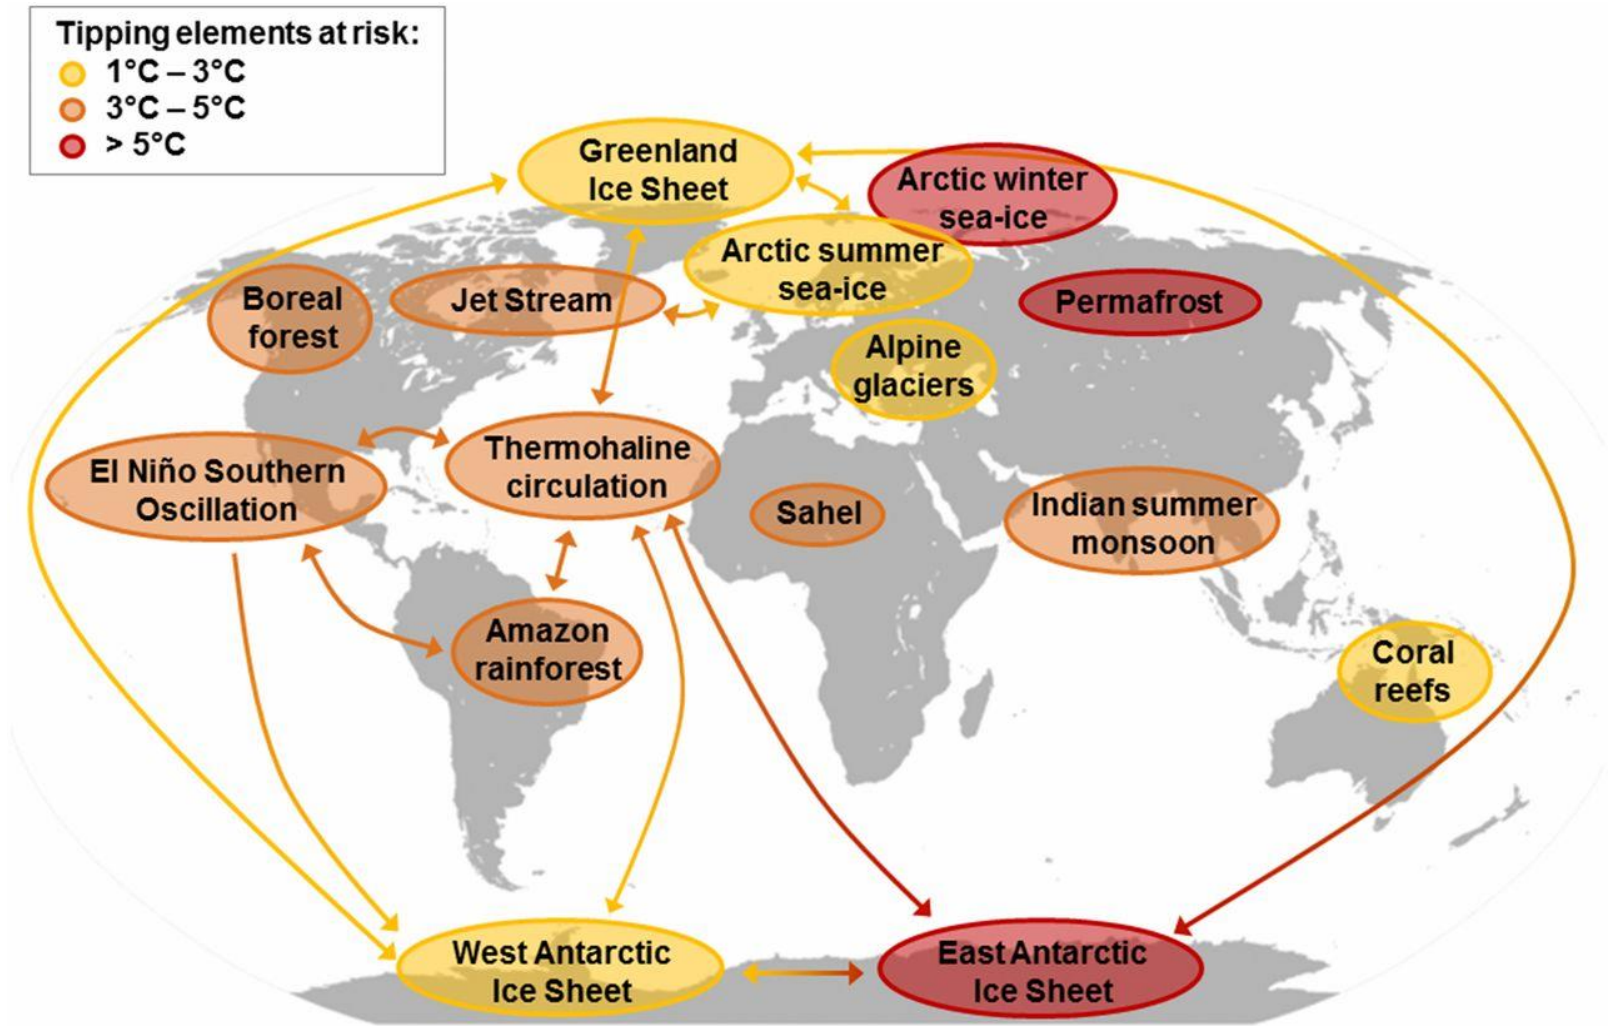 Tipping elements at risk:
1°C – 3°C
3°C – 5°C
> 5°C
Greenland
Ice Sheet
Arctic winter
sea-ice
Arctic summer
sea-ice
Boreal
forest
Jet Stream
Permafrost
Alpine
glaciers
El Niño Southern
Oscillation
Thermohaline
circulation
Sahel
Indian summer
monsoon
Amazon
rainforest
Coral
reefs
West Antarctic
Ice Sheet
East Antarctic
Ice Sheet